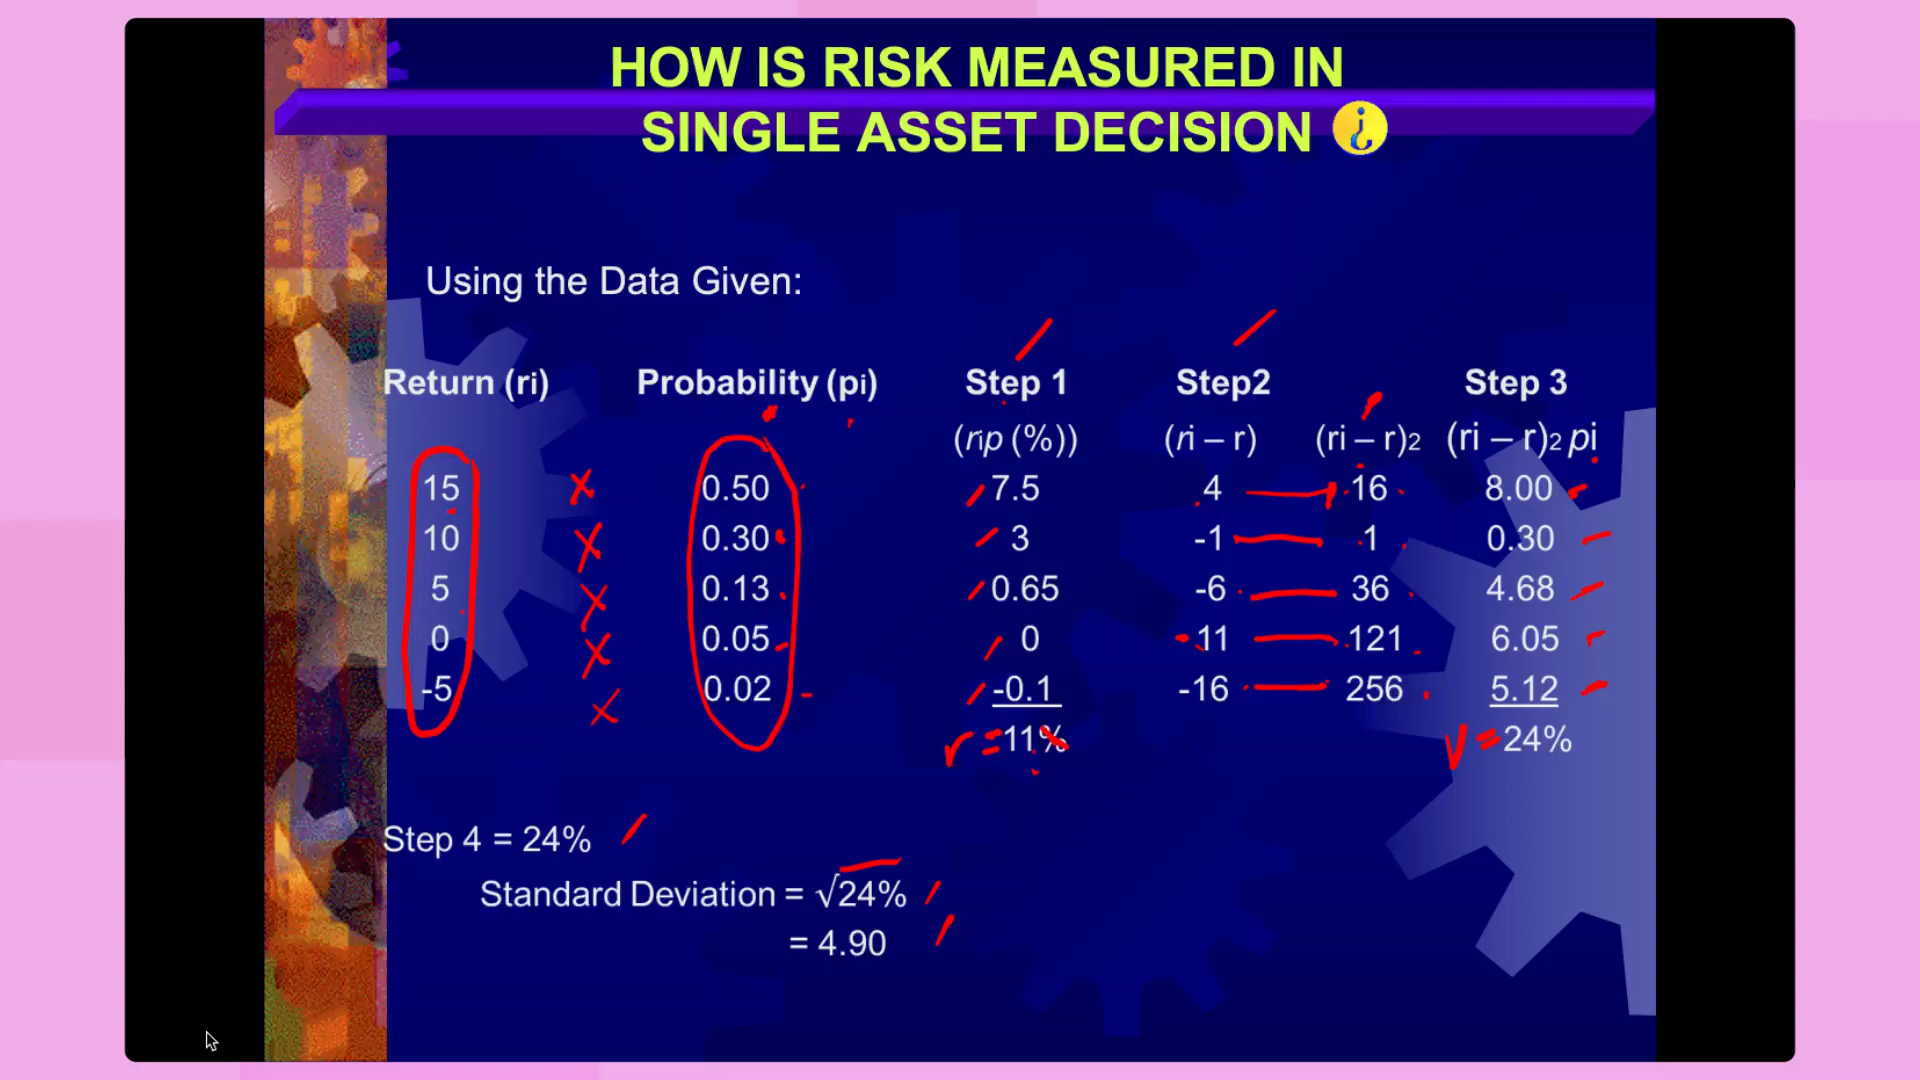 HOW IS RISK MEASURED IN
SINGLE ASSET DECISION ¿
Using the Data Given:
Return (ri) Probability (pi) Step 1 Step2 Step 3
(rip (%)) (ri – r) (ri – r)2 (ri – r)2 pi
15 x 0.50 7.5 4 16 8.00
10 x 0.30 3 -1 1 0.30
5 x 0.13 0.65 -6 36 4.68
0 x 0.05 0 -11 121 6.05
-5 x 0.02 -0.1 -16 256 5.12
r = 11% V = 24%
Step 4 = 24%
Standard Deviation = √24%
= 4.90